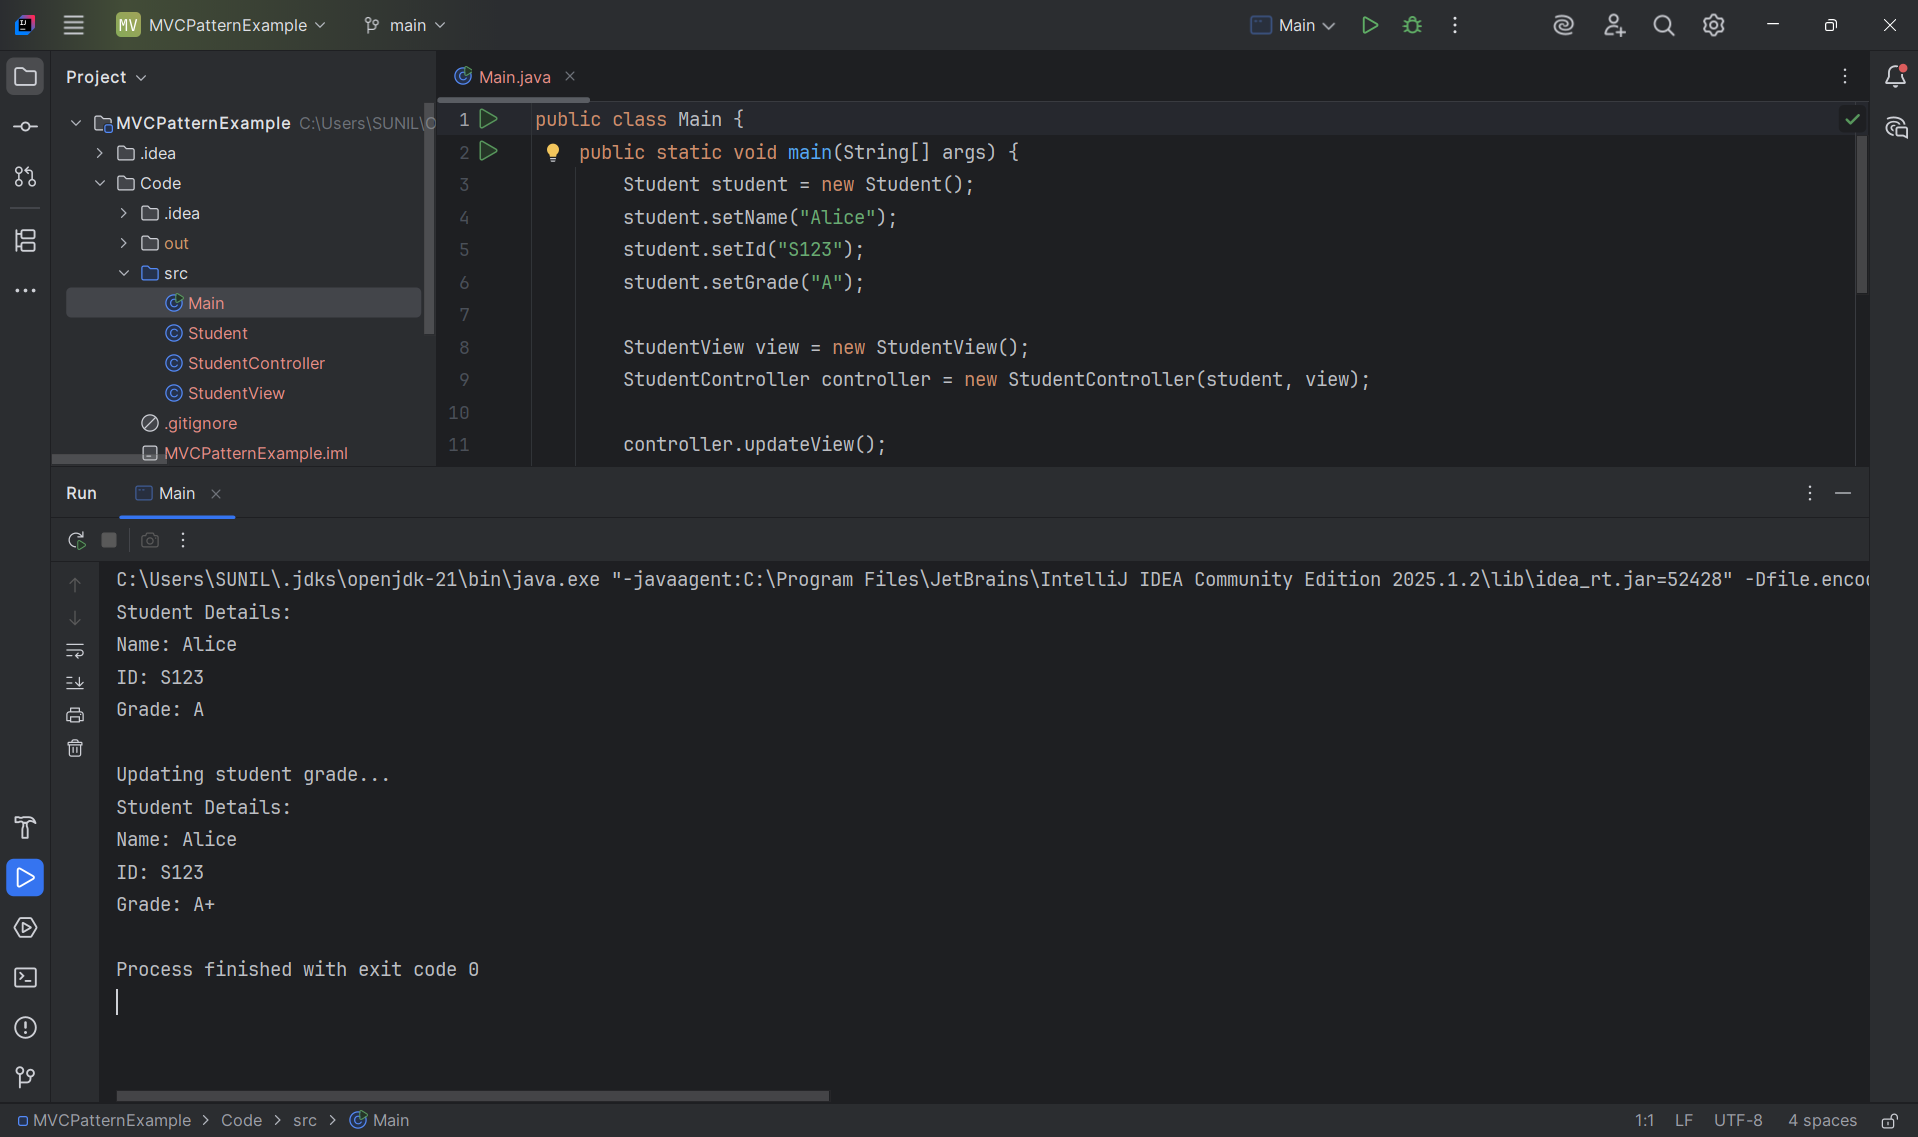 MV MVCPatternExample main Main
Project
MVCPatternExample C:\Users\SUNIL\O
.idea
Code
.idea
out
src
Main
Student
StudentController
StudentView
.gitignore
MVCPatternExample.iml
Main.java
1 public class Main {
2 public static void main(String[] args) {
3 Student student = new Student();
4 student.setName("Alice");
5 student.setId("S123");
6 student.setGrade("A");
7
8 StudentView view = new StudentView();
9 StudentController controller = new StudentController(student, view);
10
11 controller.updateView();
Run Main
C:\Users\SUNIL\.jdks\openjdk-21\bin\java.exe "-javaagent:C:\Program Files\JetBrains\IntelliJ IDEA Community Edition 2025.1.2\lib\idea_rt.jar=52428" -Dfile.enco
Student Details:
Name: Alice
ID: S123
Grade: A
Updating student grade...
Student Details:
Name: Alice
ID: S123
Grade: A+
Process finished with exit code 0
MVCPatternExample > Code > src > Main 1:1 LF UTF-8 4 spaces